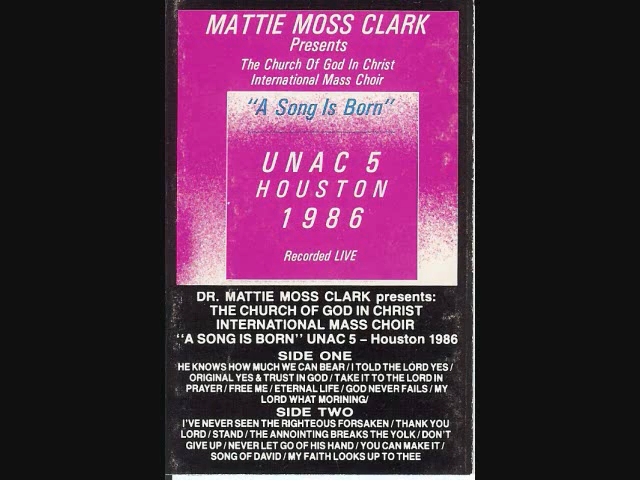 MATTIE MOSS CLARK
Presents
The Church Of God In Christ
International Mass Choir
"A Song Is Born"
UNAC 5
HOUSTON
1986
Recorded LIVE
DR. MATTIE MOSS CLARK presents:
THE CHURCH OF GOD IN CHRIST
INTERNATIONAL MASS CHOIR
"A SONG IS BORN" UNAC 5 – Houston 1986
SIDE ONE
HE KNOWS HOW MUCH WE CAN BEAR / I TOLD THE LORD YES /
ORIGINAL YES & TRUST IN GOD / TAKE IT TO THE LORD IN
PRAYER / FREE ME / ETERNAL LIFE / GOD NEVER FAILS / MY
LORD WHAT MORINING/
SIDE TWO
I'VE NEVER SEEN THE RIGHTEOUS FORSAKEN / THANK YOU
LORD / STAND / THE ANNOINTING BREAKS THE YOLK / DON'T
GIVE UP / NEVER LET GO OF HIS HAND / YOU CAN MAKE IT /
SONG OF DAVID / MY FAITH LOOKS UP TO THEE